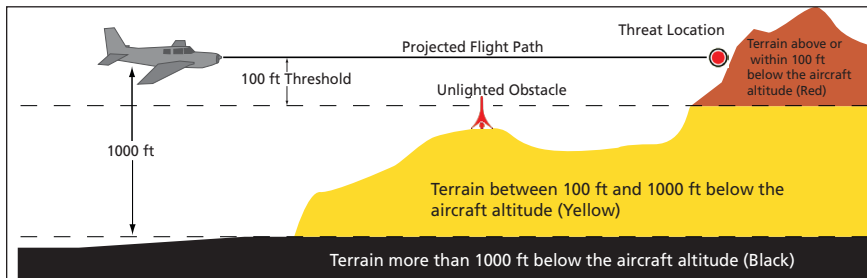 Threat Location
Projected Flight Path
Terrain above or
within 100 ft
below the aircraft
altitude (Red)
100 ft Threshold
Unlighted Obstacle
1000 ft
Terrain between 100 ft and 1000 ft below the
aircraft altitude (Yellow)
Terrain more than 1000 ft below the aircraft altitude (Black)